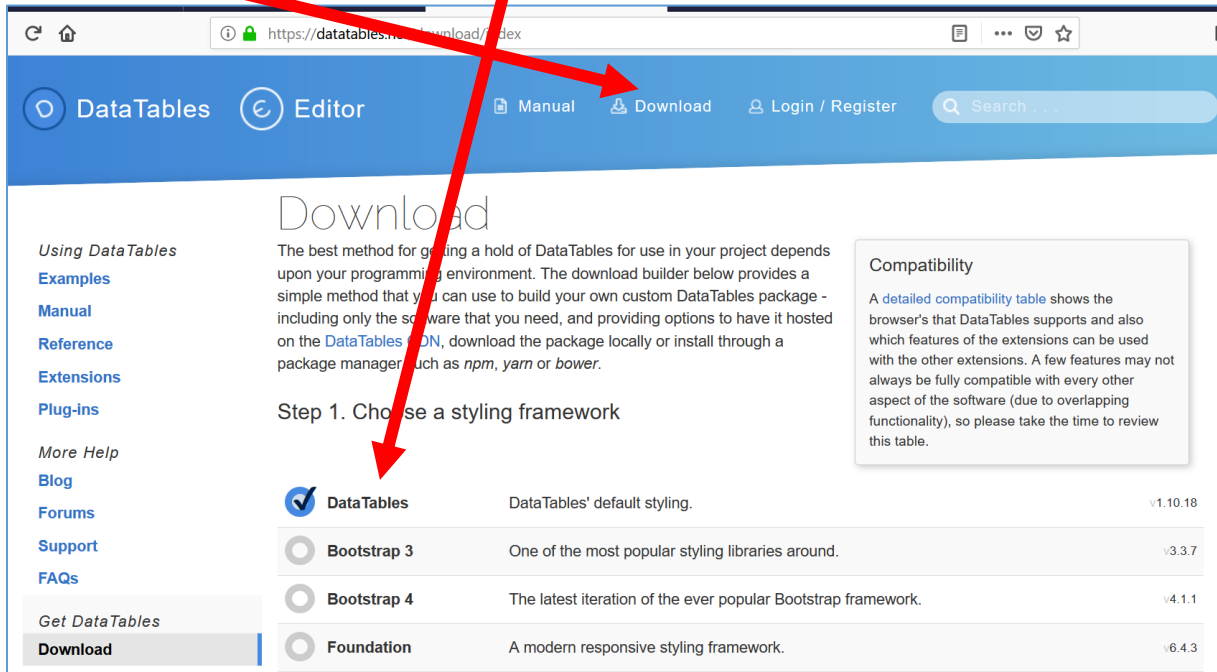 https://datatables.net/download/index
DataTables Editor Manual Download Login / Register Search . . .
Download
Using DataTables
Examples
Manual
Reference
Extensions
Plug-ins
More Help
Blog
Forums
Support
FAQs
Get DataTables
Download
The best method for getting a hold of DataTables for use in your project depends
upon your programming environment. The download builder below provides a
simple method that you can use to build your own custom DataTables package -
including only the software that you need, and providing options to have it hosted
on the DataTables CDN, download the package locally or install through a
package manager such as npm, yarn or bower.
Compatibility
A detailed compatibility table shows the
browser's that DataTables supports and also
which features of the extensions can be used
with the other extensions. A few features may not
always be fully compatible with every other
aspect of the software (due to overlapping
functionality), so please take the time to review
this table.
Step 1. Choose a styling framework
DataTables DataTables' default styling. v1.10.18
Bootstrap 3 One of the most popular styling libraries around. v3.3.7
Bootstrap 4 The latest iteration of the ever popular Bootstrap framework. v4.1.1
Foundation A modern responsive styling framework. v6.4.3